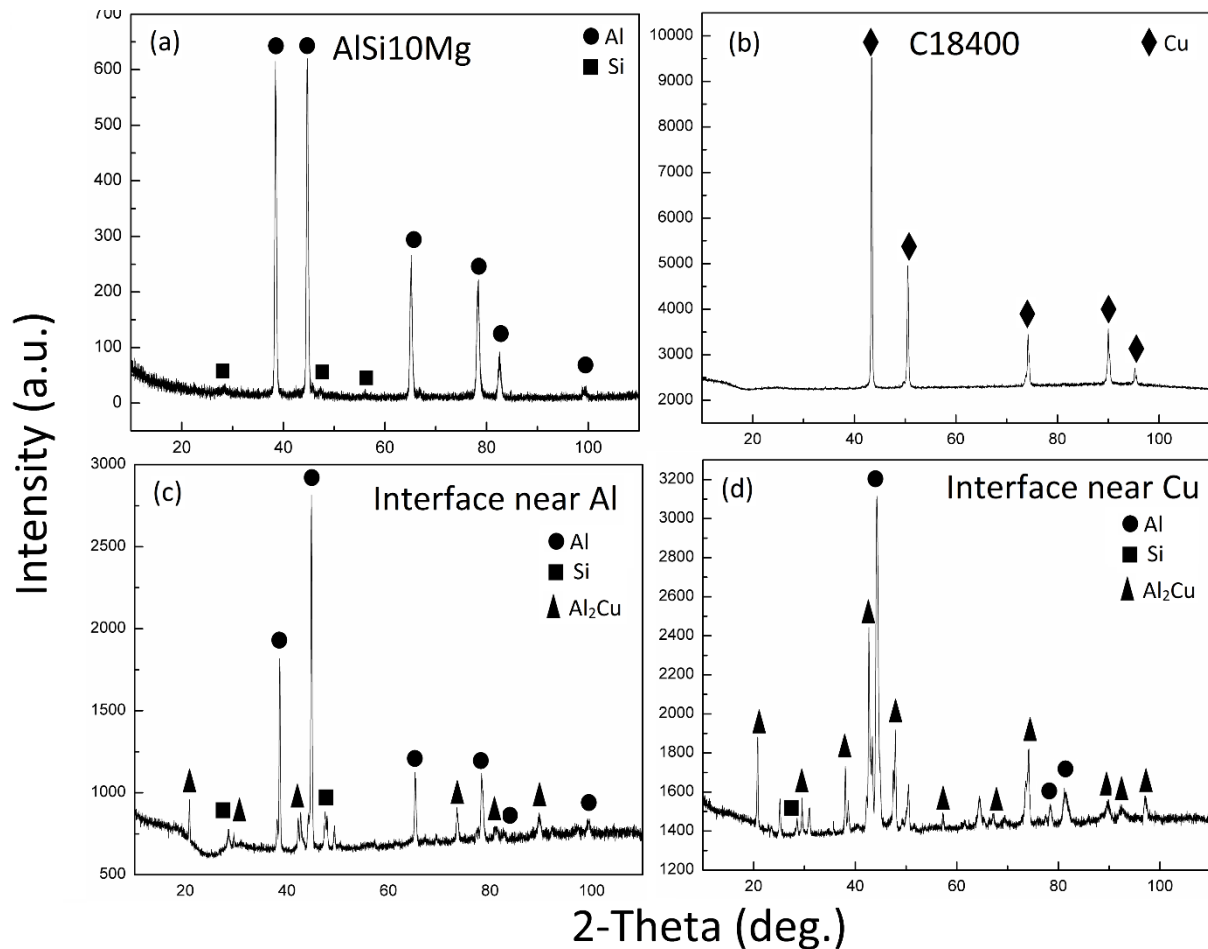 Intensity (a.u.)
(a)
AlSi10Mg
Al
Si
700
600
500
400
300
200
100
0
20 40 60 80 100
(b)
C18400
Cu
10000
9000
8000
7000
6000
5000
4000
3000
2000
20 40 60 80 100
(c)
Interface near Al
Al
Si
Al₂Cu
3000
2500
2000
1500
1000
500
20 40 60 80 100
(d)
Interface near Cu
Al
Si
Al₂Cu
3200
3000
2800
2600
2400
2200
2000
1800
1600
1400
1200
20 40 60 80 100
2-Theta (deg.)